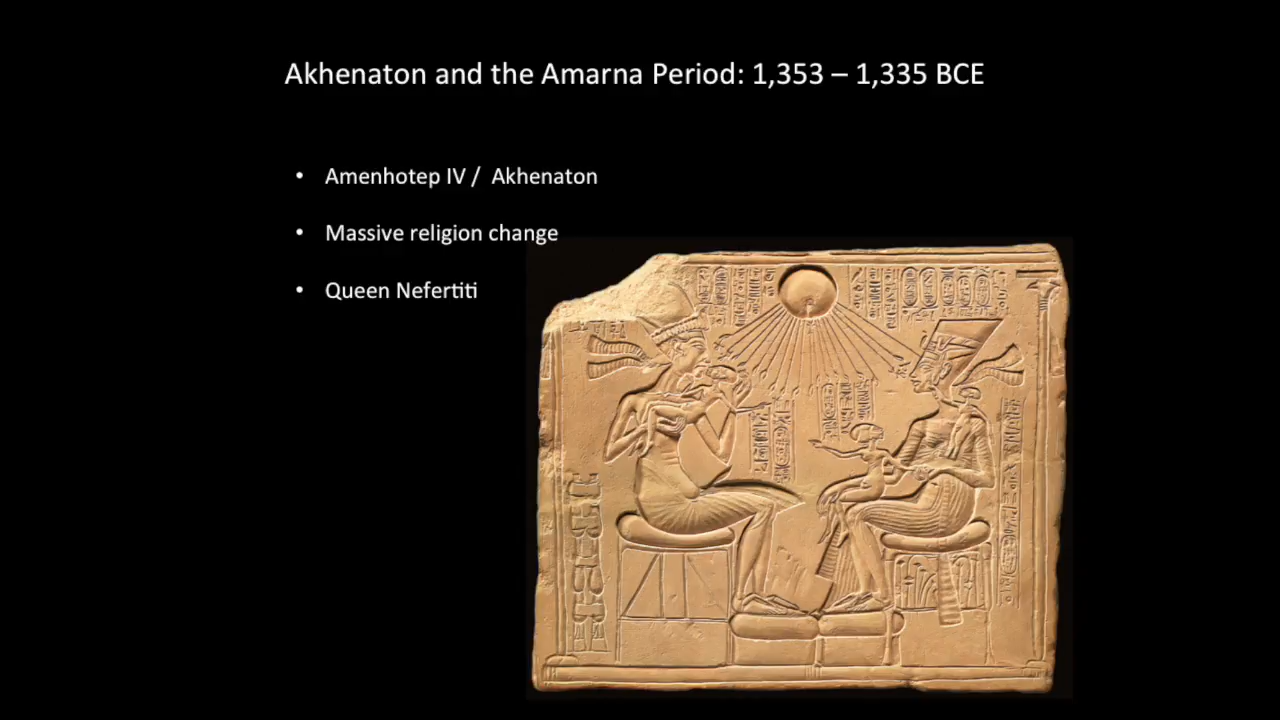 Akhenaton and the Amarna Period: 1,353 – 1,335 BCE
• Amenhotep IV / Akhenaton
• Massive religion change
• Queen Nefertiti